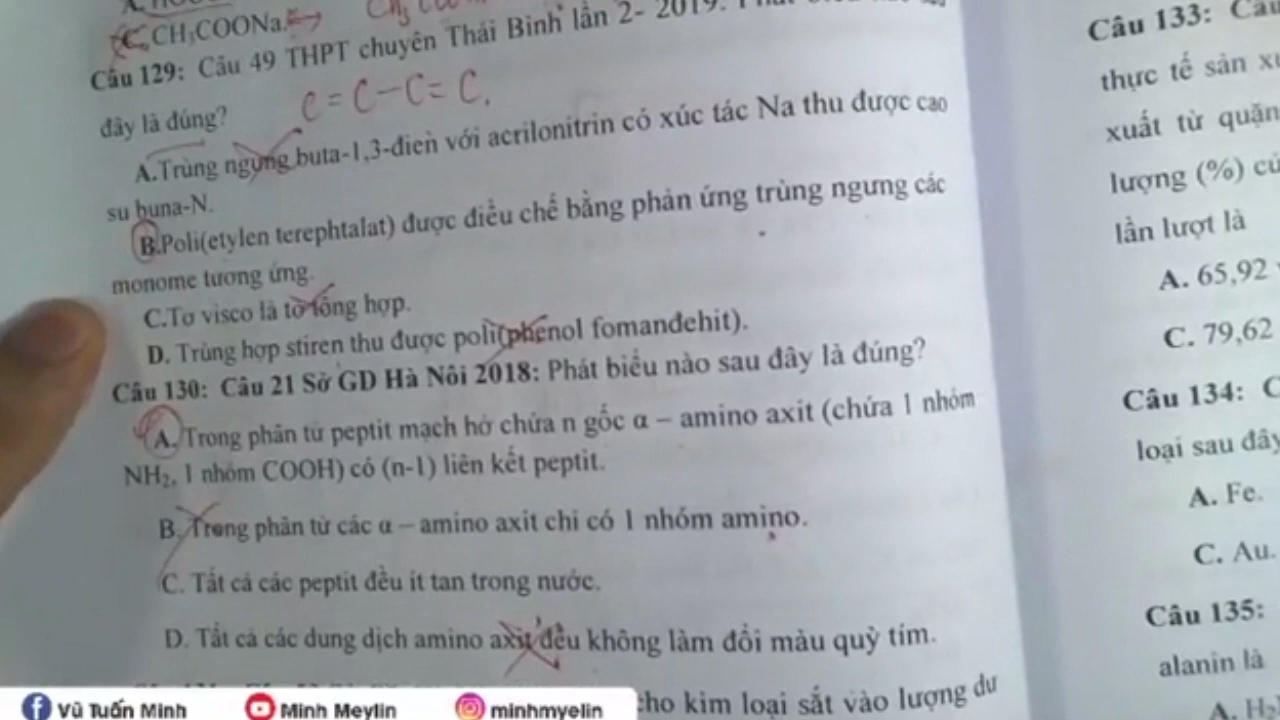 CH₃COONa.
Câu 129: Câu 49 THPT chuyên Thái Bình lần 2- 2019:
C=C-C=C.
đây là đúng?
A.Trùng ngưng buta-1,3-đien với acrilonitrin có xúc tác Na thu được cao
su buna-N.
B.Poli(etylen terephtalat) được điều chế bằng phản ứng trùng ngưng các
monome tương ứng.
C.Tơ visco là tơ tổng hợp.
D. Trùng hợp stiren thu được poli(phenol fomanđehit).
Câu 130: Câu 21 Sở GD Hà Nôi 2018: Phát biểu nào sau đây là đúng?
A. Trong phân tử peptit mạch hở chứa n gốc α – amino axit (chứa 1 nhóm
NH₂, 1 nhóm COOH) có (n-1) liên kết peptit.
B. Trong phân tử các α – amino axit chỉ có 1 nhóm amino.
C. Tất cả các peptit đều ít tan trong nước.
D. Tất cả các dung dịch amino axit đều không làm đổi màu quỳ tím.
cho kim loại sắt vào lượng dư
Câu 133:
thực tế sản
xuất từ quặn
lượng (%)
lần lượt là
A. 65,92
C. 79,62
Câu 134:
loại sau đây
A. Fe.
C. Au.
Câu 135:
alanin là
A. H₂
Vũ Tuấn Minh
Minh Meylin
minhmyelin